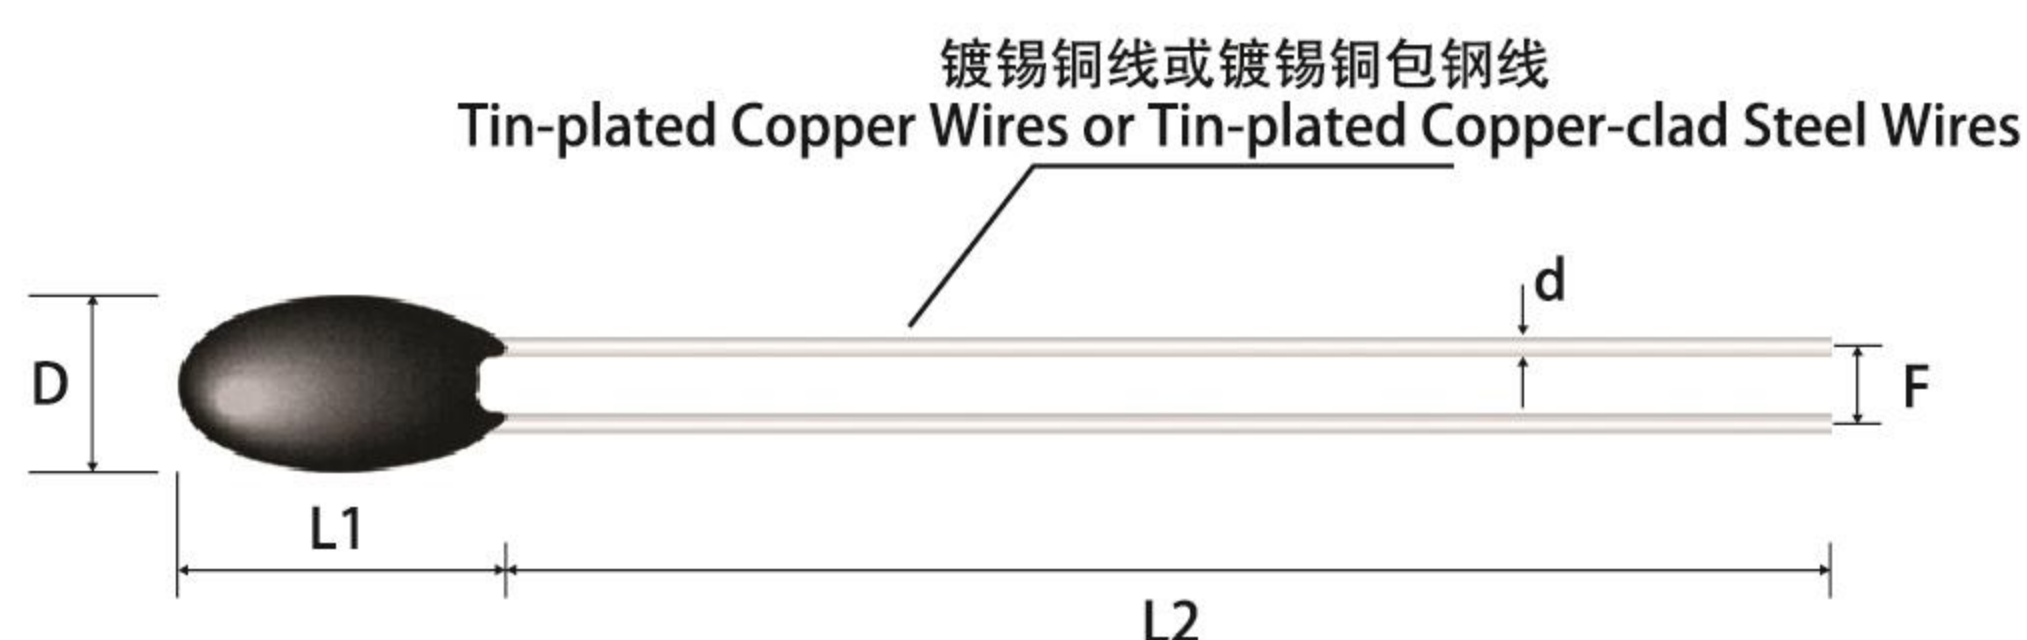 镀锡铜线或镀锡铜包钢线
Tin-plated Copper Wires or Tin-plated Copper-clad Steel Wires
d
D
F
L1
L2